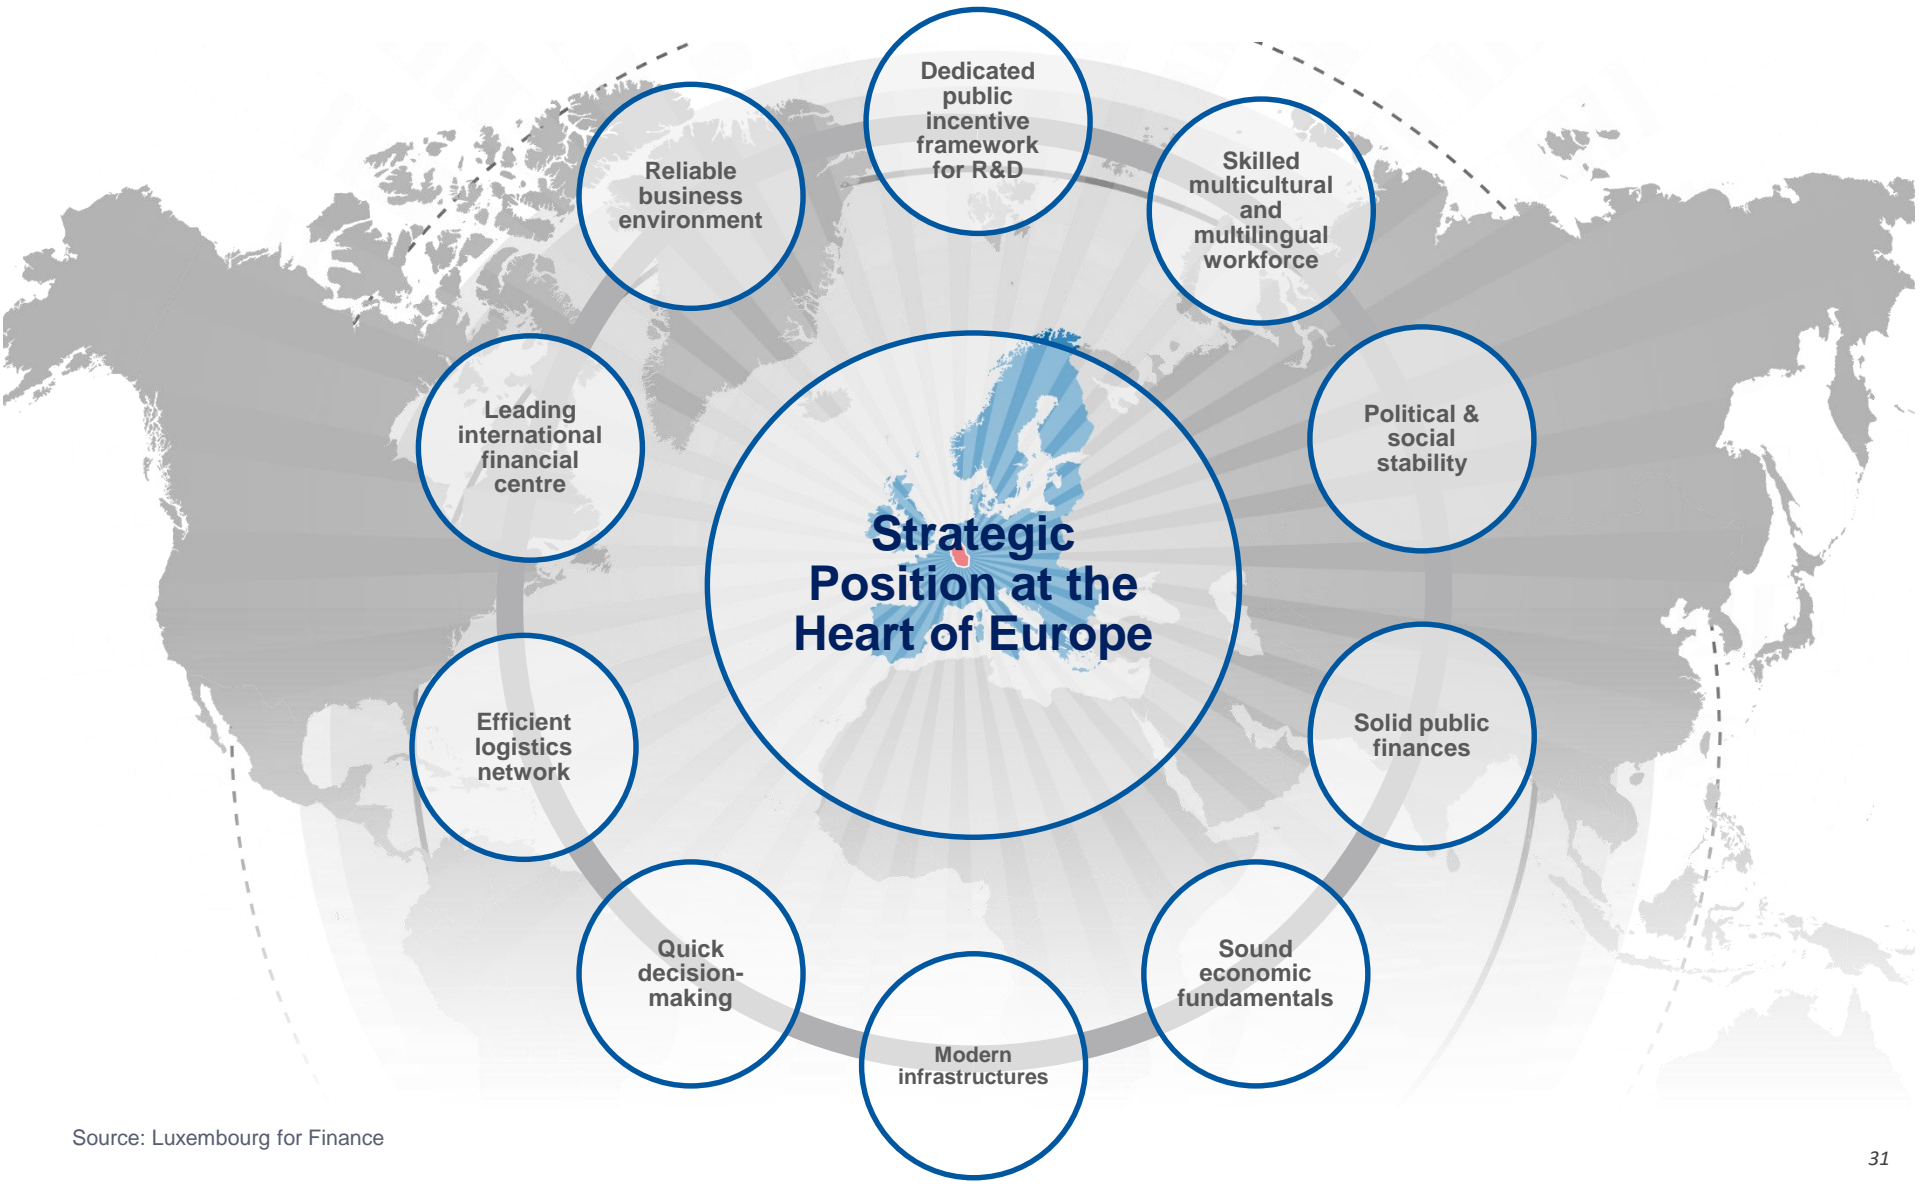 Dedicated
public
incentive
framework
for R&D
Skilled
multicultural
and
multilingual
workforce
Political &
social
stability
Solid public
finances
Sound
economic
fundamentals
Modern
infrastructures
Quick
decision-
making
Efficient
logistics
network
Leading
international
financial
centre
Reliable
business
environment
Strategic
Position at the
Heart of Europe
Source: Luxembourg for Finance
31